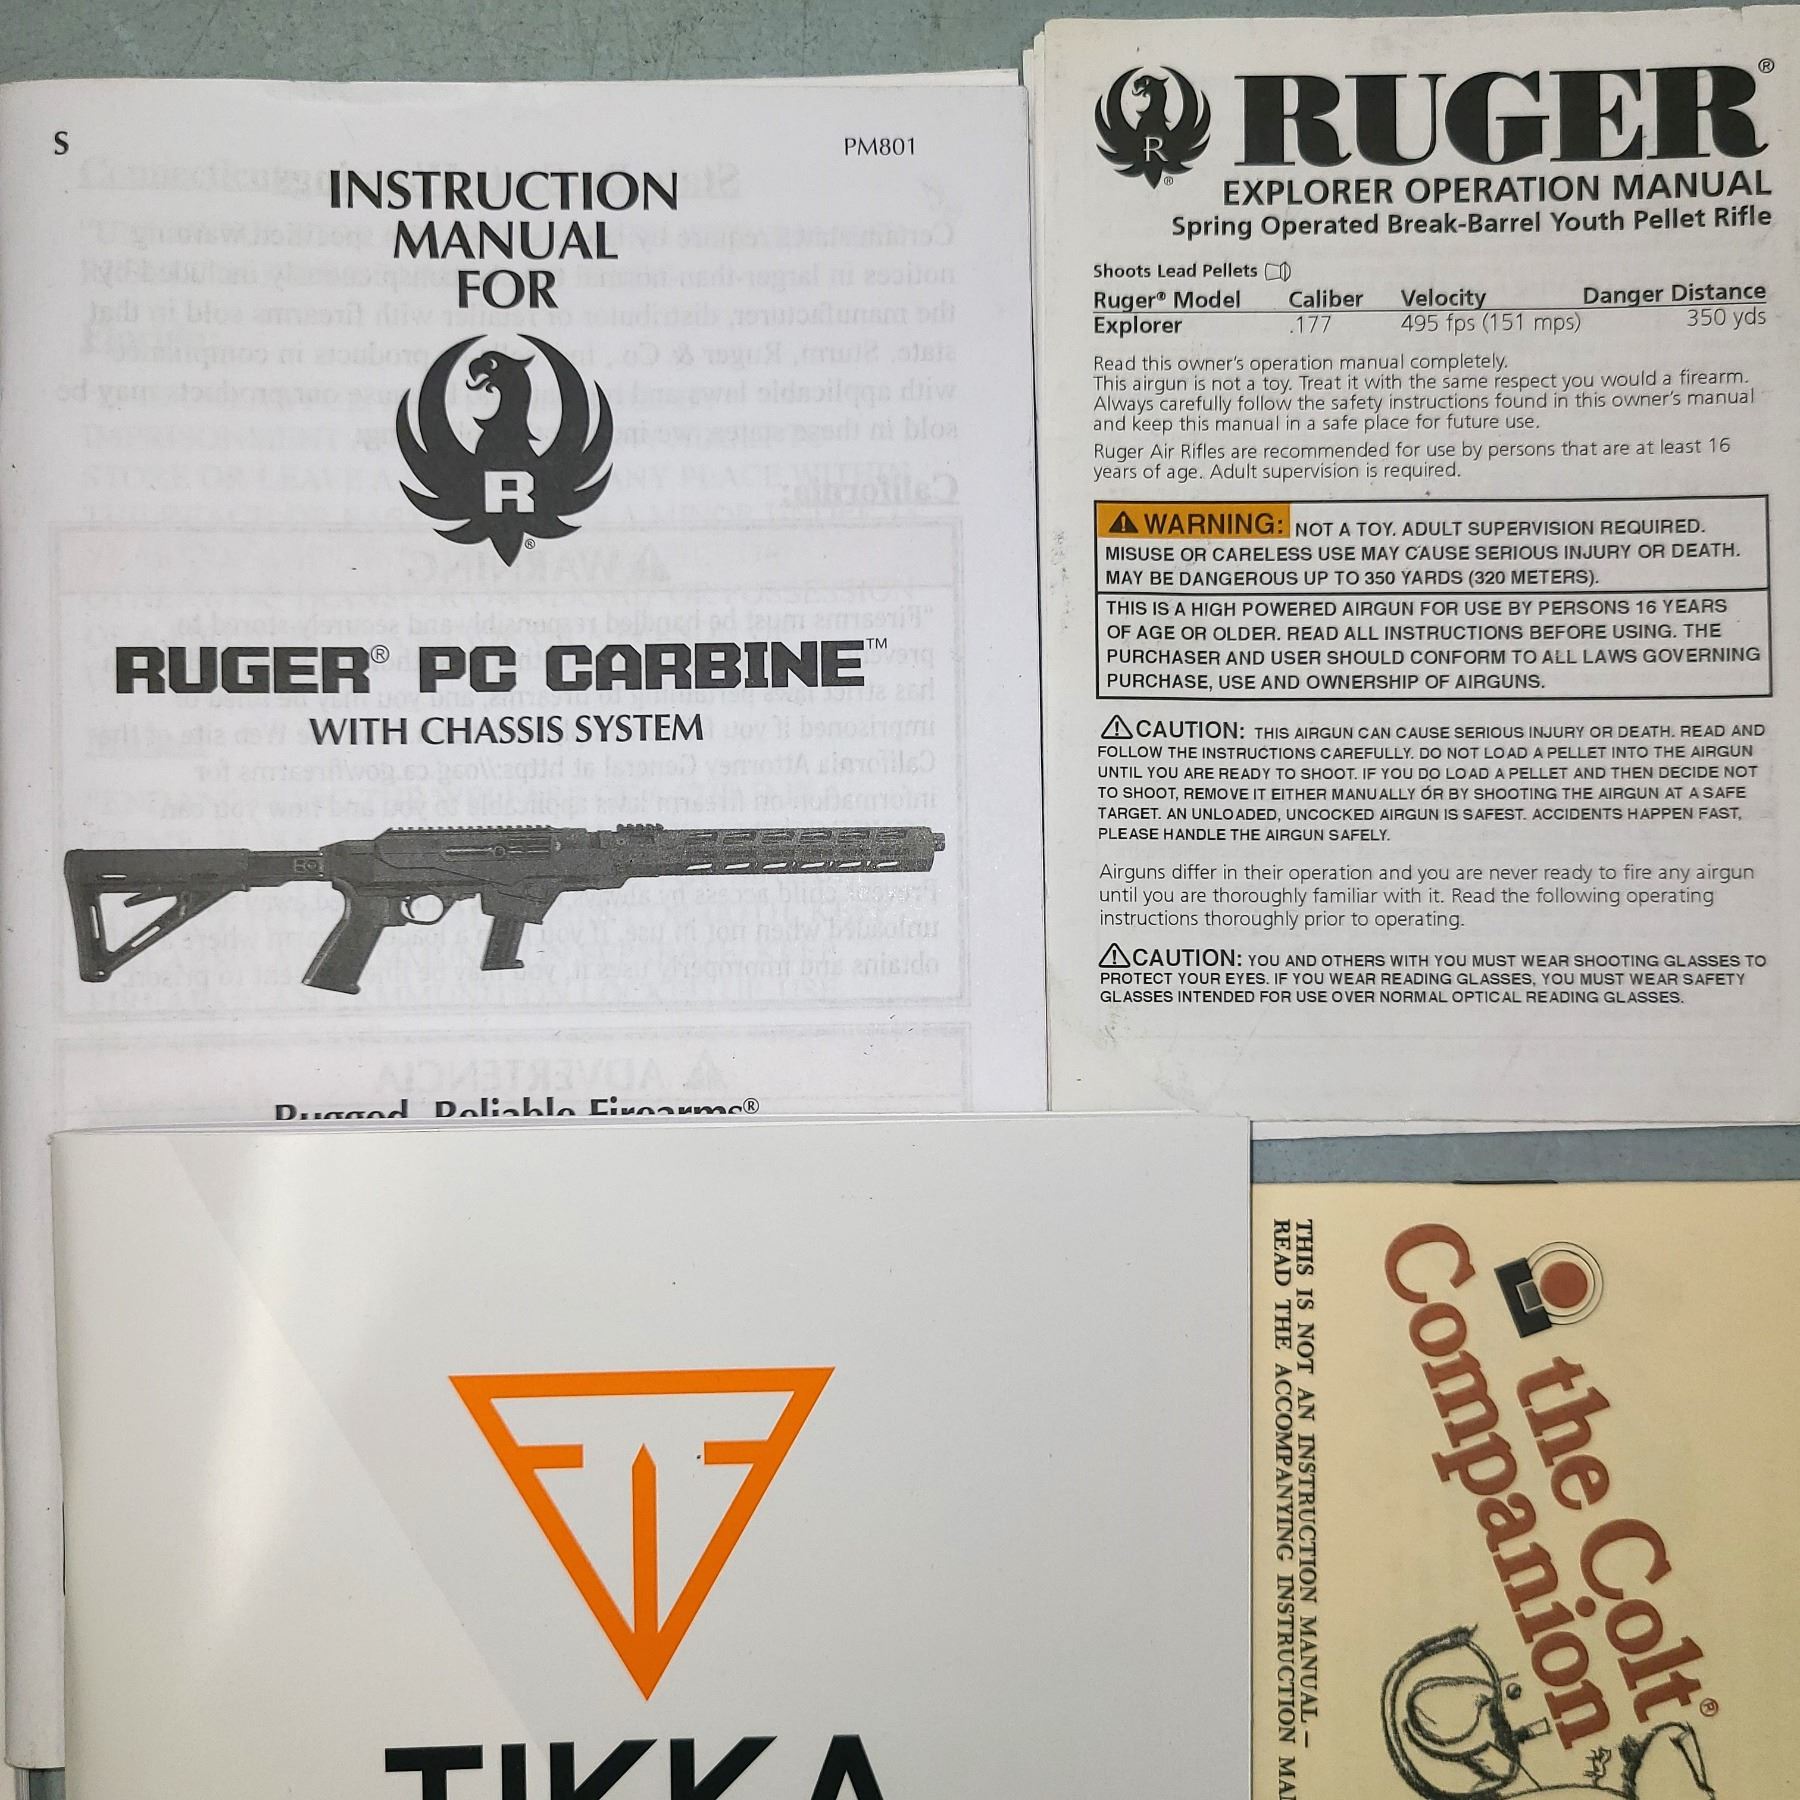 S
PM801
INSTRUCTION
MANUAL
FOR
R
®
RUGER® PC CARBINE™
WITH CHASSIS SYSTEM
Rugged, Reliable Firearms®
RUGER®
R
®
EXPLORER OPERATION MANUAL
Spring Operated Break-Barrel Youth Pellet Rifle
Shoots Lead Pellets
Ruger® Model Caliber Velocity Danger Distance
Explorer .177 495 fps (151 mps) 350 yds
Read this owner's operation manual completely.
This airgun is not a toy. Treat it with the same respect you would a firearm.
Always carefully follow the safety instructions found in this owner's manual
and keep this manual in a safe place for future use.
Ruger Air Rifles are recommended for use by persons that are at least 16
years of age. Adult supervision is required.
WARNING: NOT A TOY. ADULT SUPERVISION REQUIRED.
MISUSE OR CARELESS USE MAY CAUSE SERIOUS INJURY OR DEATH.
MAY BE DANGEROUS UP TO 350 YARDS (320 METERS).
THIS IS A HIGH POWERED AIRGUN FOR USE BY PERSONS 16 YEARS
OF AGE OR OLDER. READ ALL INSTRUCTIONS BEFORE USING. THE
PURCHASER AND USER SHOULD CONFORM TO ALL LAWS GOVERNING
PURCHASE, USE AND OWNERSHIP OF AIRGUNS.
CAUTION: THIS AIRGUN CAN CAUSE SERIOUS INJURY OR DEATH. READ AND
FOLLOW THE INSTRUCTIONS CAREFULLY. DO NOT LOAD A PELLET INTO THE AIRGUN
UNTIL YOU ARE READY TO SHOOT. IF YOU DO LOAD A PELLET AND THEN DECIDE NOT
TO SHOOT, REMOVE IT EITHER MANUALLY OR BY SHOOTING THE AIRGUN AT A SAFE
TARGET. AN UNLOADED, UNCOCKED AIRGUN IS SAFEST. ACCIDENTS HAPPEN FAST,
PLEASE HANDLE THE AIRGUN SAFELY.
Airguns differ in their operation and you are never ready to fire any airgun
until you are thoroughly familiar with it. Read the following operating
instructions thoroughly prior to operating.
CAUTION: YOU AND OTHERS WITH YOU MUST WEAR SHOOTING GLASSES TO
PROTECT YOUR EYES. IF YOU WEAR READING GLASSES, YOU MUST WEAR SAFETY
GLASSES INTENDED FOR USE OVER NORMAL OPTICAL READING GLASSES.
TIKKA
the Colt®
Companion
THIS IS NOT AN INSTRUCTION MANUAL –
READ THE ACCOMPANYING INSTRUCTION MA